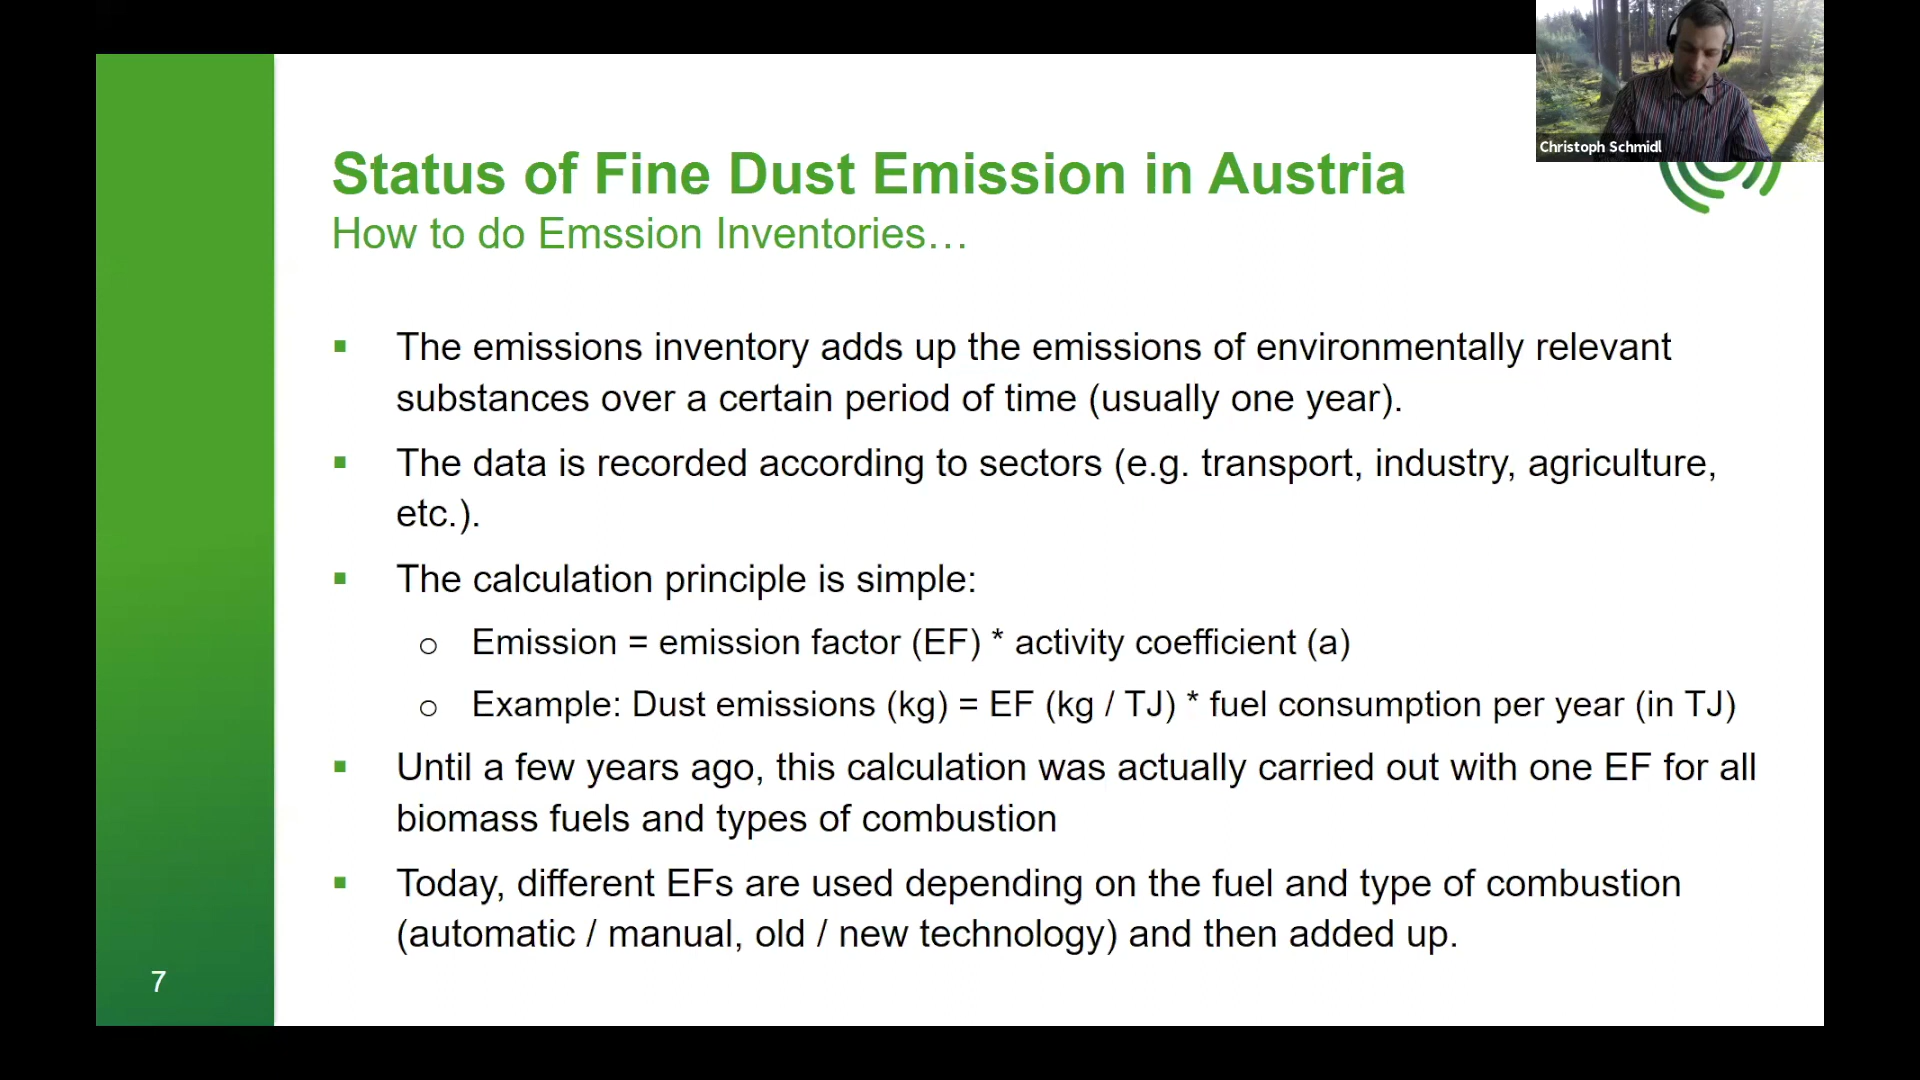 Christoph Schmidl
Status of Fine Dust Emission in Austria
How to do Emssion Inventories…
▪ The emissions inventory adds up the emissions of environmentally relevant
substances over a certain period of time (usually one year).
▪ The data is recorded according to sectors (e.g. transport, industry, agriculture,
etc.).
▪ The calculation principle is simple:
o Emission = emission factor (EF) * activity coefficient (a)
o Example: Dust emissions (kg) = EF (kg / TJ) * fuel consumption per year (in TJ)
▪ Until a few years ago, this calculation was actually carried out with one EF for all
biomass fuels and types of combustion
▪ Today, different EFs are used depending on the fuel and type of combustion
(automatic / manual, old / new technology) and then added up.
7